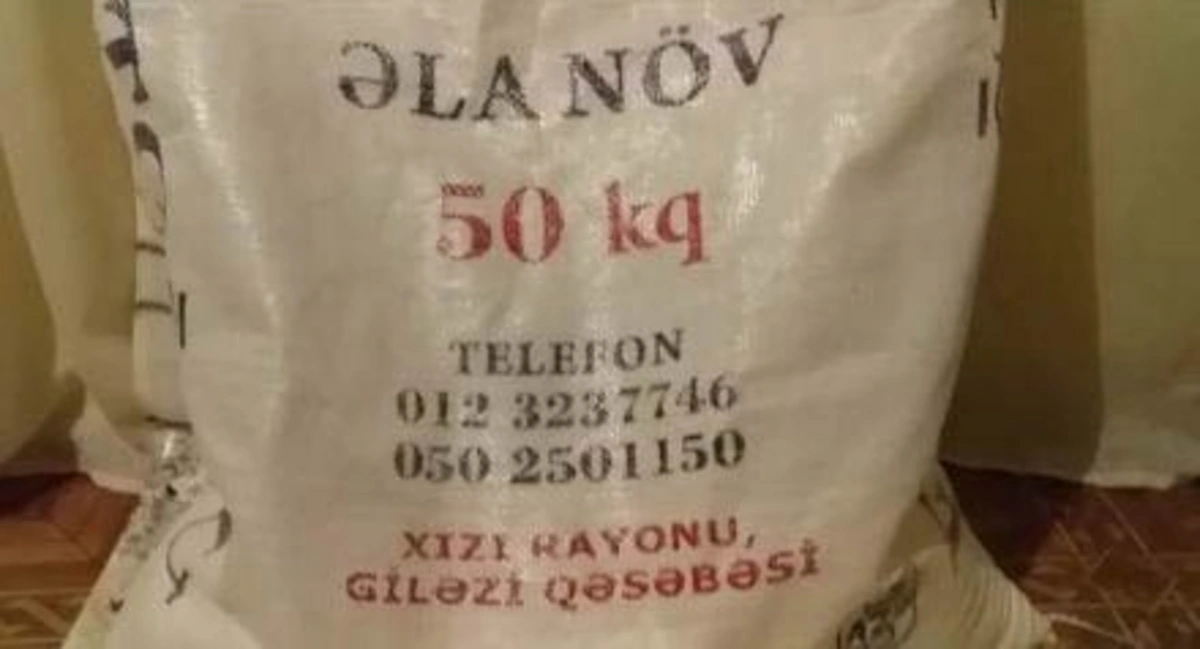 ƏLA NÖV
50 kq
TELEFON
012 3237746
050 2501150
XIZI RAYONU,
GİLƏZİ QƏSƏBƏSİ